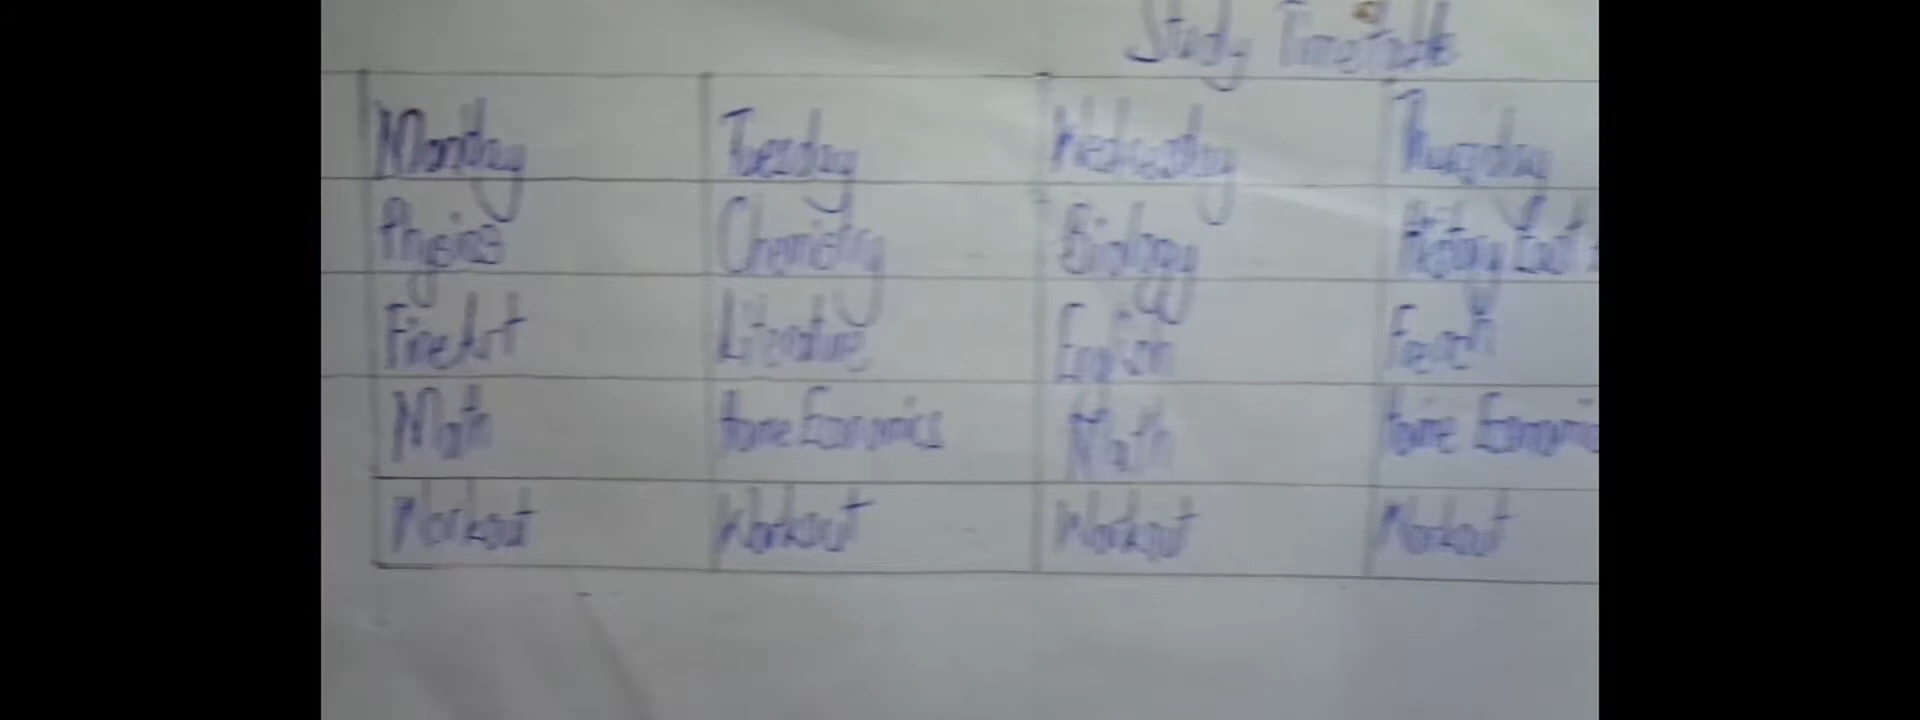 Study Timetable
Monday Tuesday Wednesday Thursday
Physics Chemistry Biology History
Fine Art Literature English French
Math Home Economics Math Home Economic
Workout Workout Workout Workout